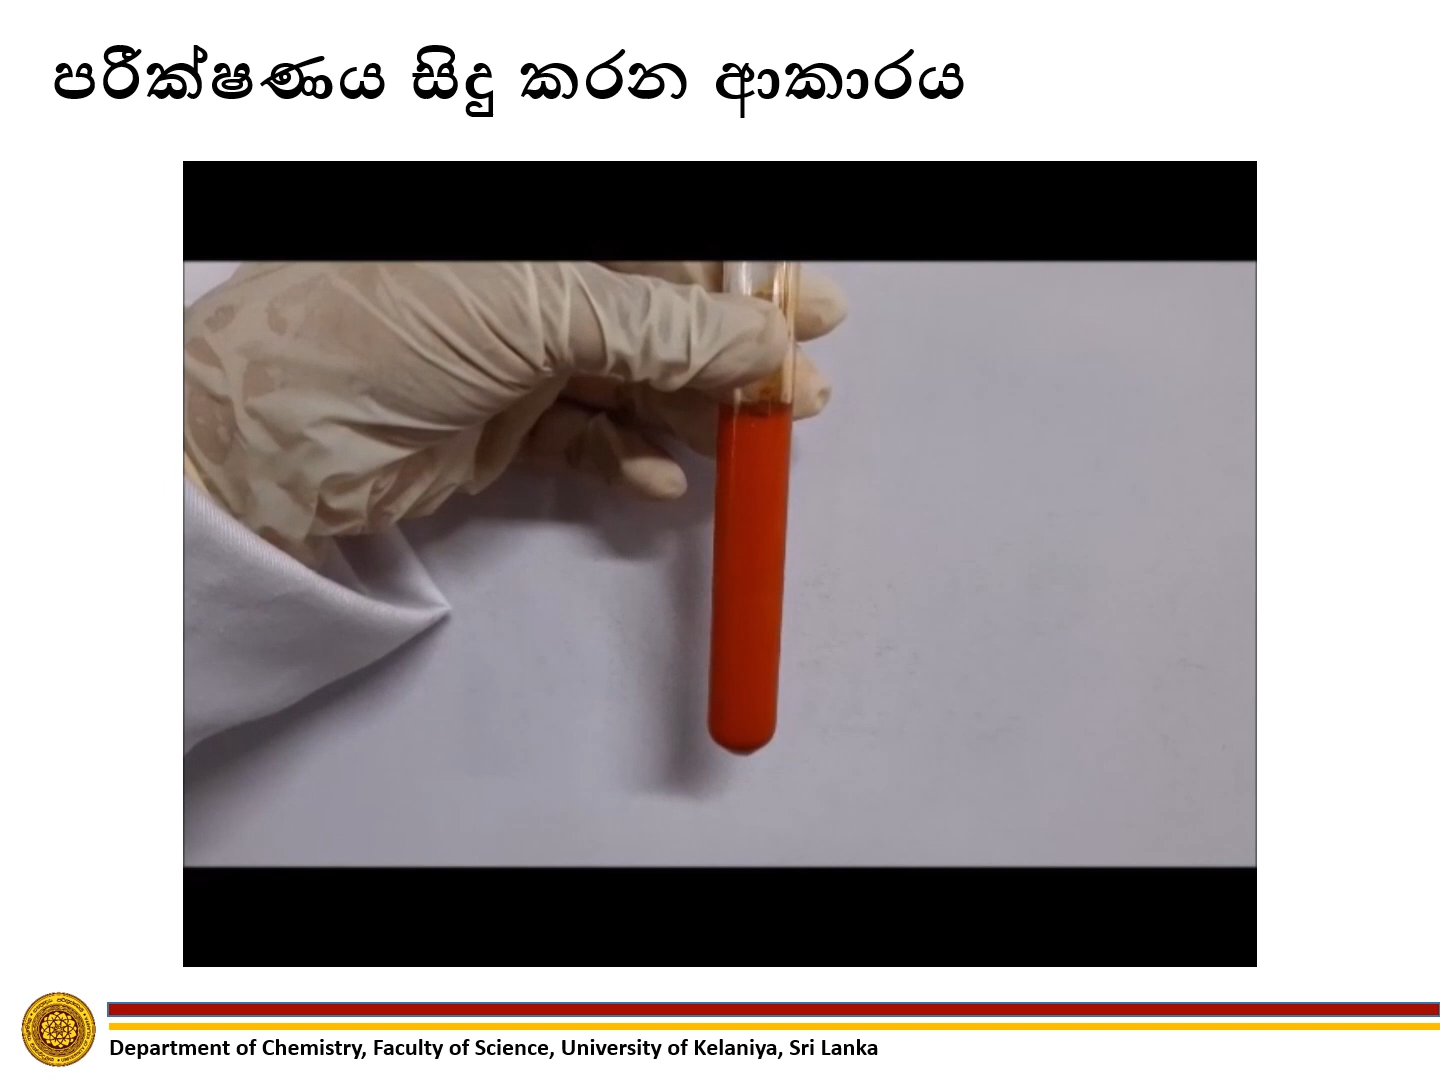 පරීක්ෂණය සිදු කරන ආකාරය
Department of Chemistry, Faculty of Science, University of Kelaniya, Sri Lanka